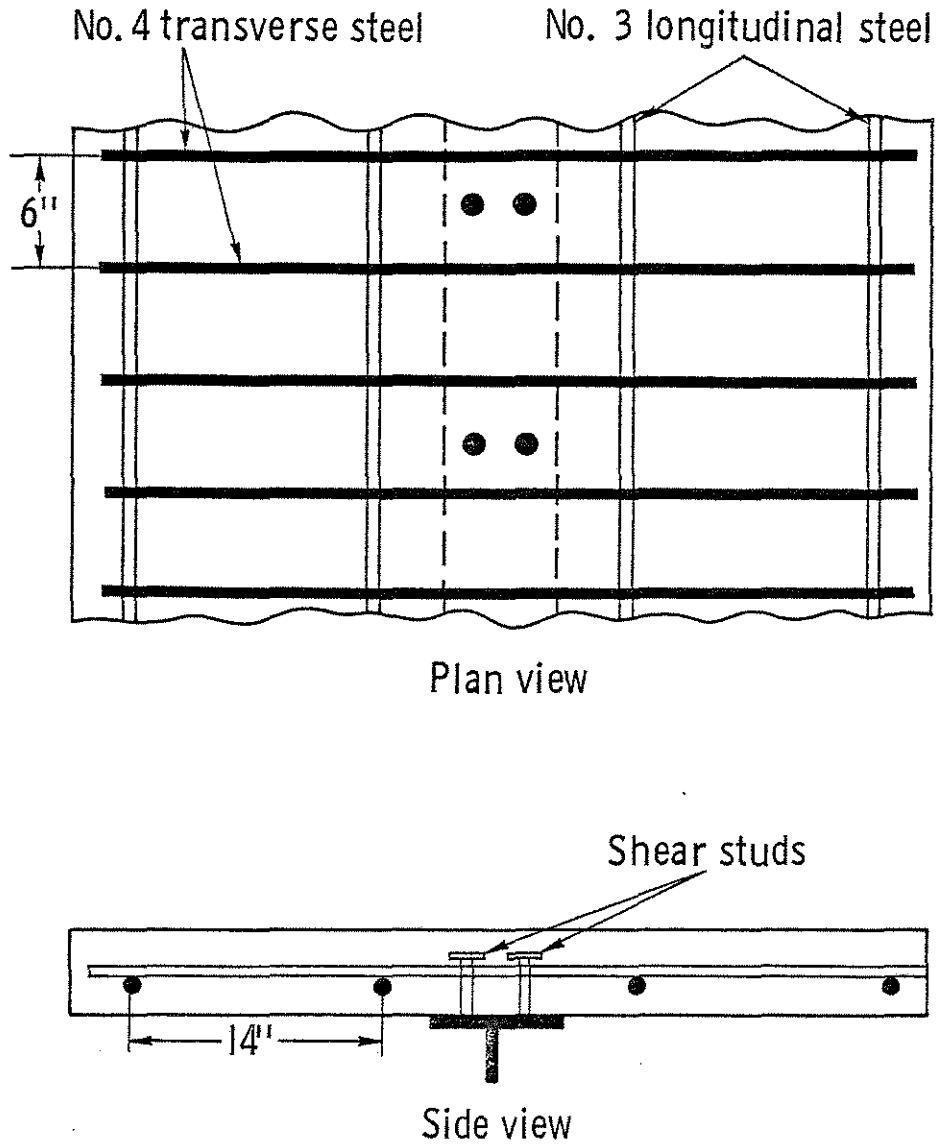 No. 4 transverse steel
No. 3 longitudinal steel
6"
Plan view
Shear studs
14"
Side view